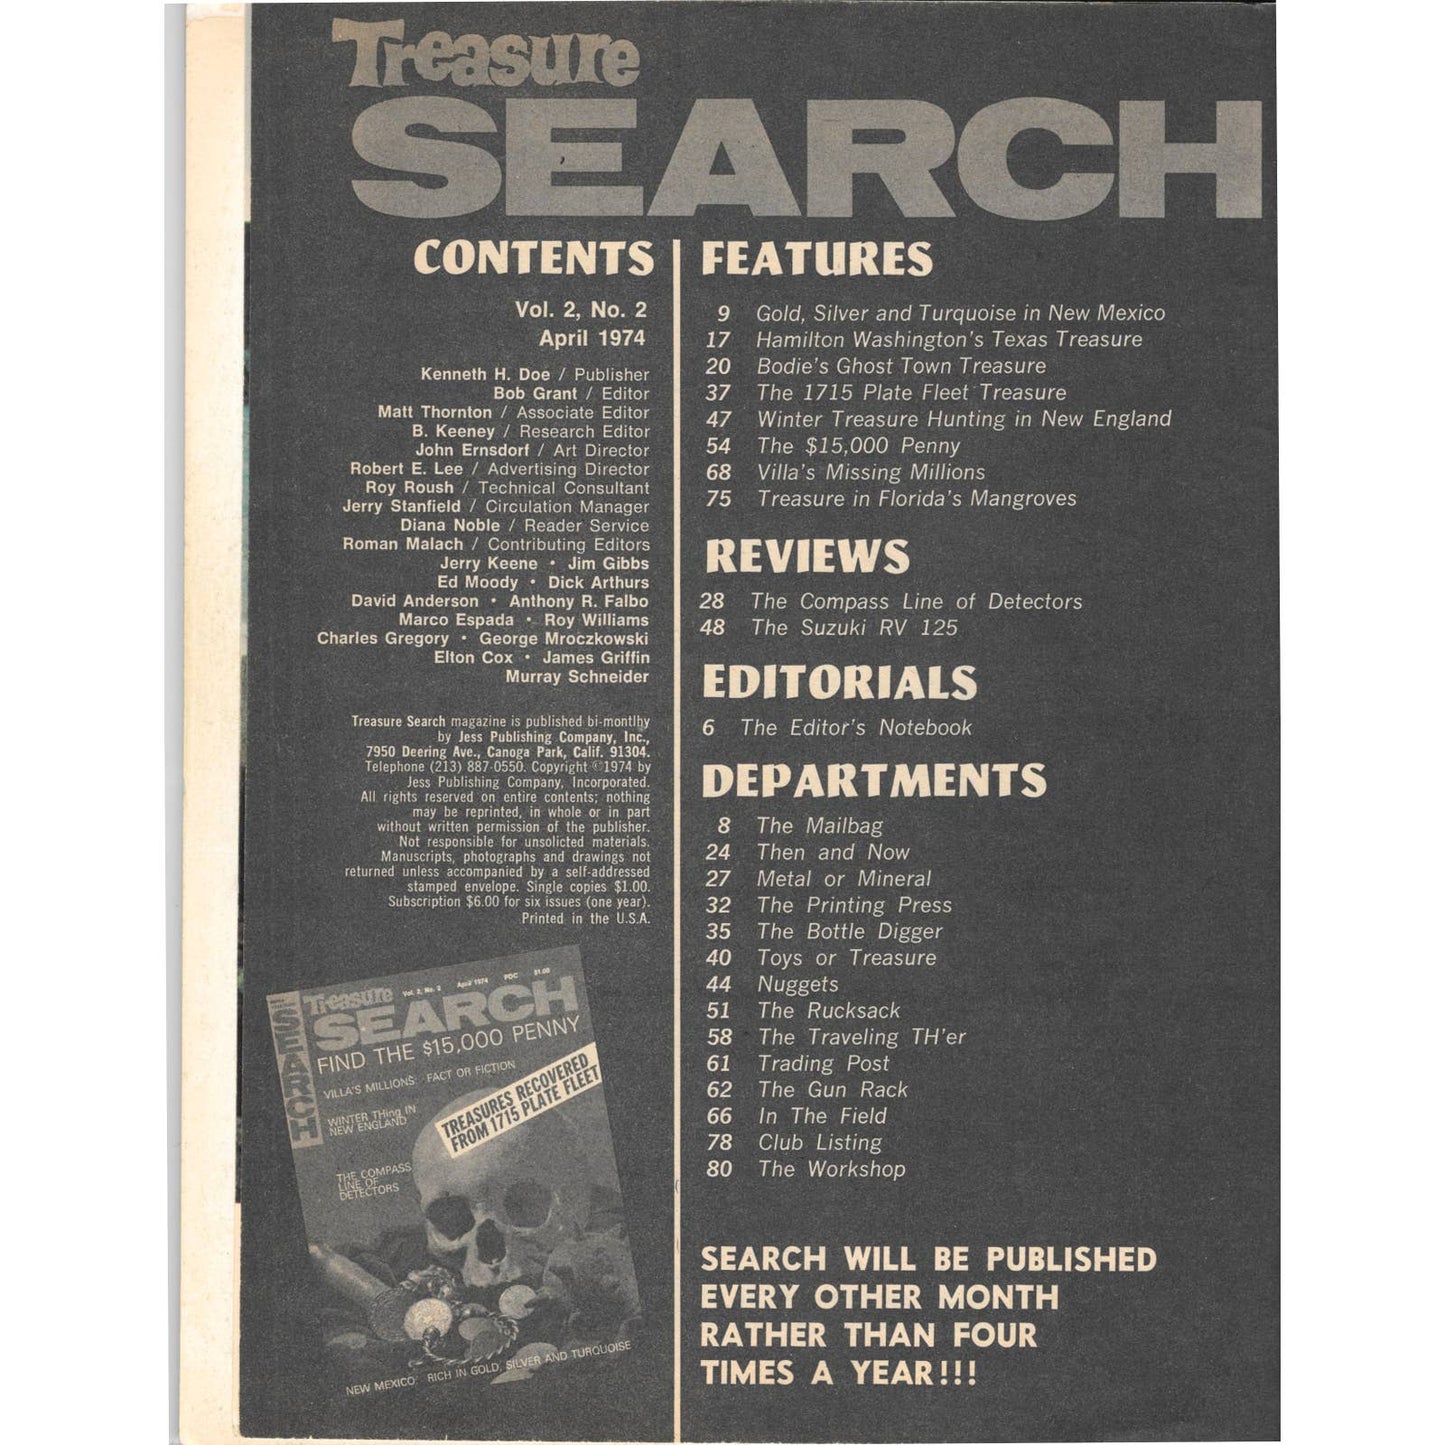 Treasure
SEARCH
CONTENTS
Vol. 2, No. 2
April 1974
Kenneth H. Doe / Publisher
Bob Grant / Editor
Matt Thornton / Associate Editor
B. Keeney / Research Editor
John Ernsdorf / Art Director
Robert E. Lee / Advertising Director
Roy Roush / Technical Consultant
Jerry Stanfield / Circulation Manager
Diana Noble / Reader Service
Roman Malach / Contributing Editors
Jerry Keene • Jim Gibbs
Ed Moody • Dick Arthurs
David Anderson • Anthony R. Falbo
Marco Espada • Roy Williams
Charles Gregory • George Mroczkowski
Elton Cox • James Griffin
Murray Schneider
Treasure Search magazine is published bi-montlhy
by Jess Publishing Company, Inc.,
7950 Deering Ave., Canoga Park, Calif. 91304.
Telephone (213) 887-0550. Copyright ©1974 by
Jess Publishing Company, Incorporated.
All rights reserved on entire contents; nothing
may be reprinted, in whole or in part
without written permission of the publisher.
Not responsible for unsolicted materials.
Manuscripts, photographs and drawings not
returned unless accompanied by a self-addressed
stamped envelope. Single copies $1.00.
Subscription $6.00 for six issues (one year).
Printed in the U.S.A.
SEARCH
Vol. 2, No. 2 April 1974 PDC $1.00
Treasure
SEARCH
FIND THE $15,000 PENNY
VILLA'S MILLIONS: FACT OR FICTION
TREASURES RECOVERED
FROM 1715 PLATE FLEET
WINTER THing IN
NEW ENGLAND
THE COMPASS
LINE OF
DETECTORS
NEW MEXICO: RICH IN GOLD, SILVER AND TURQUOISE
FEATURES
9 Gold, Silver and Turquoise in New Mexico
17 Hamilton Washington's Texas Treasure
20 Bodie's Ghost Town Treasure
37 The 1715 Plate Fleet Treasure
47 Winter Treasure Hunting in New England
54 The $15,000 Penny
68 Villa's Missing Millions
75 Treasure in Florida's Mangroves
REVIEWS
28 The Compass Line of Detectors
48 The Suzuki RV 125
EDITORIALS
6 The Editor's Notebook
DEPARTMENTS
8 The Mailbag
24 Then and Now
27 Metal or Mineral
32 The Printing Press
35 The Bottle Digger
40 Toys or Treasure
44 Nuggets
51 The Rucksack
58 The Traveling TH'er
61 Trading Post
62 The Gun Rack
66 In The Field
78 Club Listing
80 The Workshop
SEARCH WILL BE PUBLISHED
EVERY OTHER MONTH
RATHER THAN FOUR
TIMES A YEAR!!!